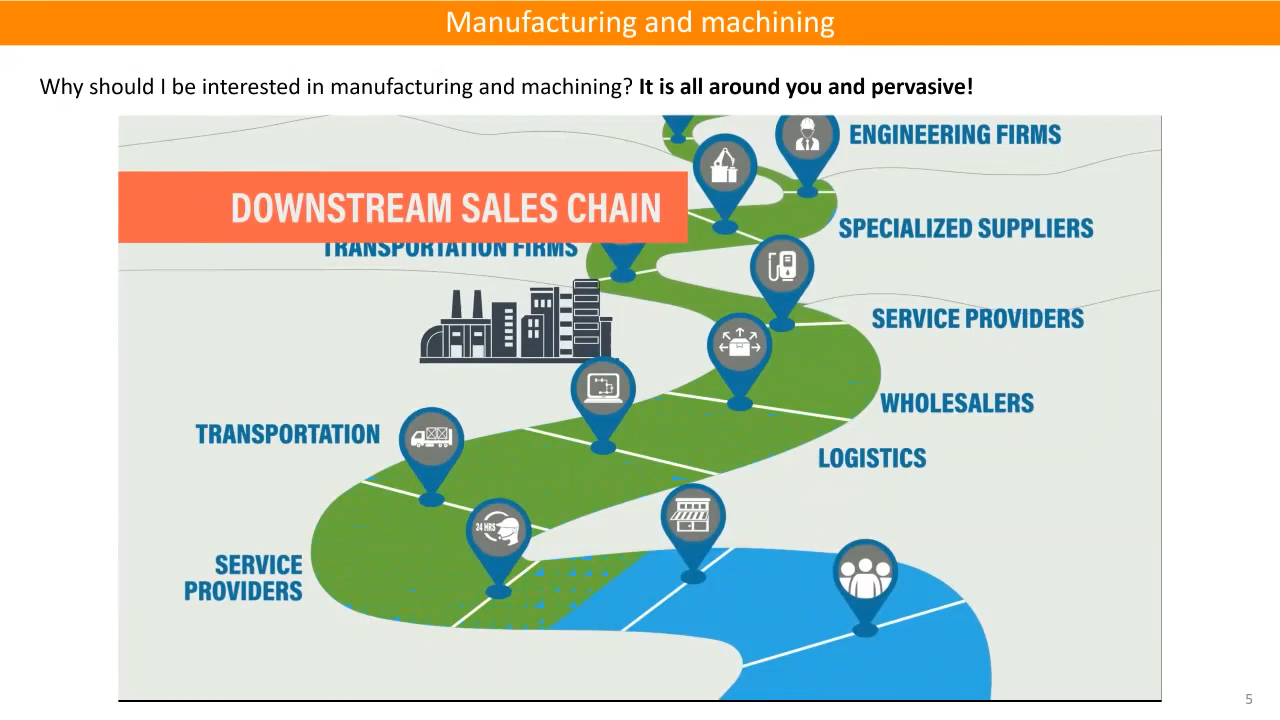 Manufacturing and machining
Why should I be interested in manufacturing and machining? It is all around you and pervasive!
ENGINEERING FIRMS
DOWNSTREAM SALES CHAIN
SPECIALIZED SUPPLIERS
TRANSPORTATION FIRMS
SERVICE PROVIDERS
WHOLESALERS
TRANSPORTATION
LOGISTICS
24 HRS
SERVICE
PROVIDERS
5